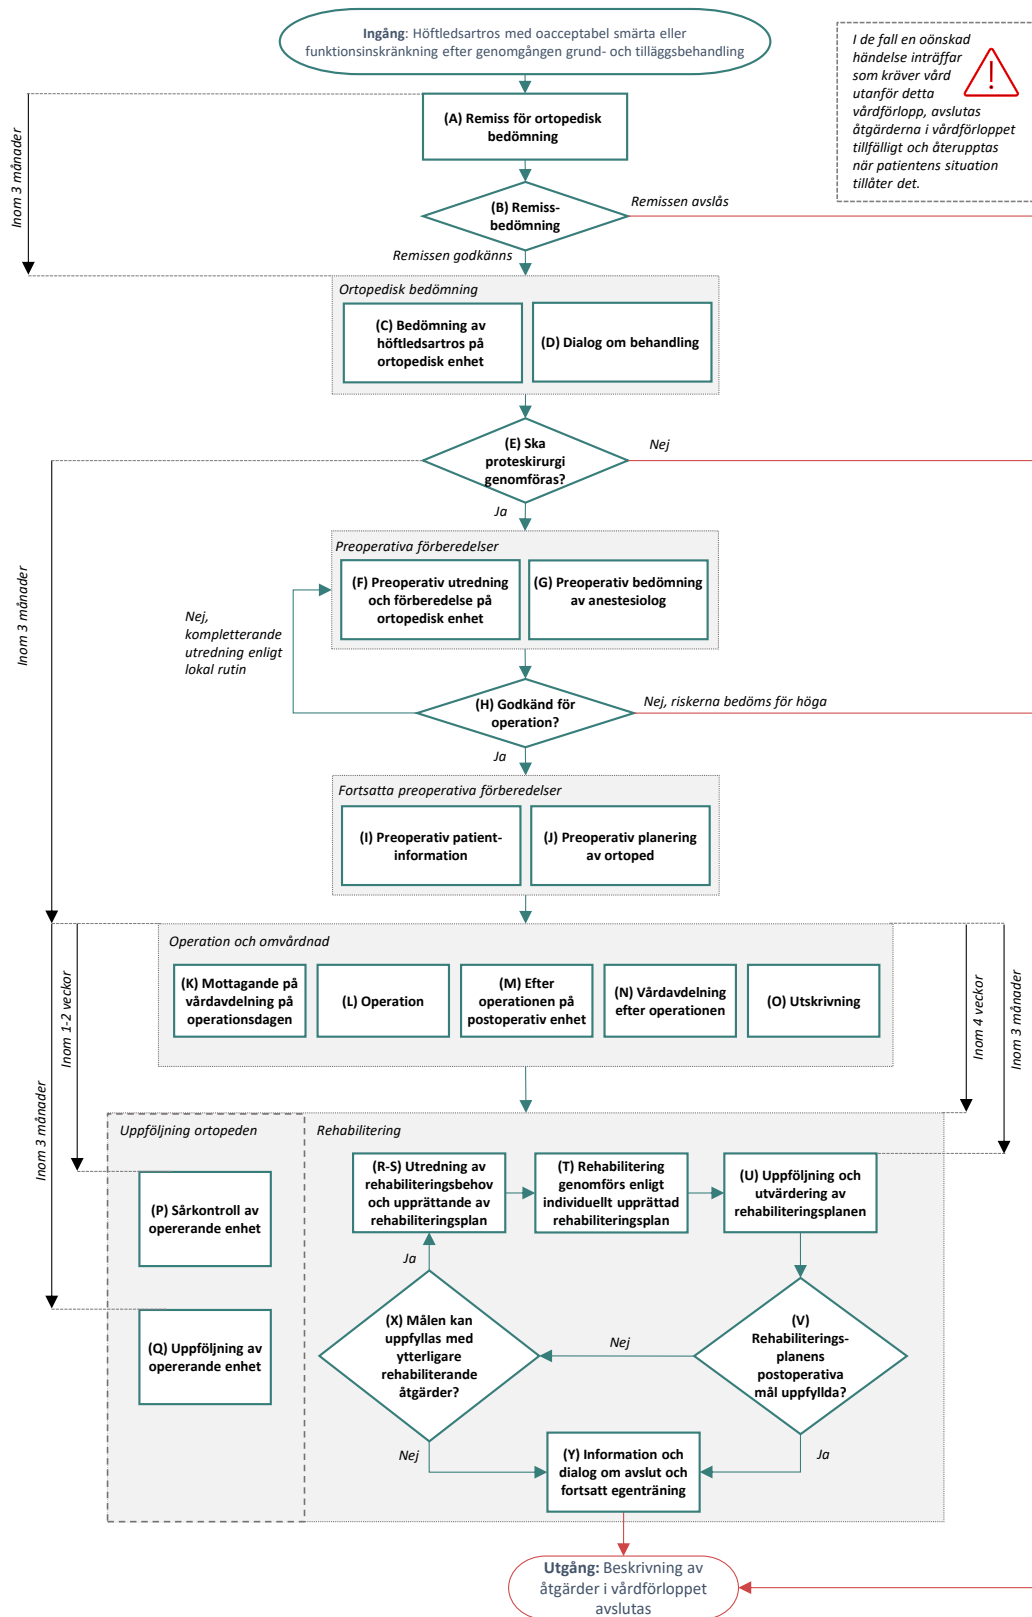 Ingång: Höftledsartros med oacceptabel smärta eller
funktionsinskränkning efter genomgången grund- och tilläggsbehandling
I de fall en oönskad
händelse inträffar
som kräver vård
utanför detta
vårdförlopp, avslutas
åtgärderna i vårdförloppet
tillfälligt och återupptas
när patientens situation
tillåter det.
Inom 3 månader
(A) Remiss för ortopedisk
bedömning
(B) Remiss-
bedömning
Remissen avslås
Remissen godkänns
Ortopedisk bedömning
(C) Bedömning av
höftledsartros på
ortopedisk enhet
(D) Dialog om behandling
(E) Ska
proteskirurgi
genomföras?
Nej
Ja
Inom 3 månader
Preoperativa förberedelser
(F) Preoperativ utredning
och förberedelse på
ortopedisk enhet
(G) Preoperativ bedömning
av anestesiolog
Nej,
kompletterande
utredning enligt
lokal rutin
(H) Godkänd för
operation?
Nej, riskerna bedöms för höga
Ja
Fortsatta preoperativa förberedelser
(I) Preoperativ patient-
information
(J) Preoperativ planering
av ortoped
Operation och omvårdnad
(K) Mottagande på
vårdavdelning på
operationsdagen
(L) Operation
(M) Efter
operationen på
postoperativ enhet
(N) Vårdavdelning
efter operationen
(O) Utskrivning
Inom 1-2 veckor
Inom 3 månader
Inom 4 veckor
Inom 3 månader
Uppföljning ortopeden
(P) Sårkontroll av
opererande enhet
(Q) Uppföljning av
opererande enhet
Rehabilitering
(R-S) Utredning av
rehabiliteringsbehov
och upprättande av
rehabiliteringsplan
(T) Rehabilitering
genomförs enligt
individuellt upprättad
rehabiliteringsplan
(U) Uppföljning och
utvärdering av
rehabiliteringsplanen
Ja
(X) Målen kan
uppfyllas med
ytterligare
rehabiliterande
åtgärder?
Nej
(V)
Rehabiliterings-
planens
postoperativa
mål uppfyllda?
Nej
Ja
(Y) Information och
dialog om avslut och
fortsatt egenträning
Utgång: Beskrivning av
åtgärder i vårdförloppet
avslutas